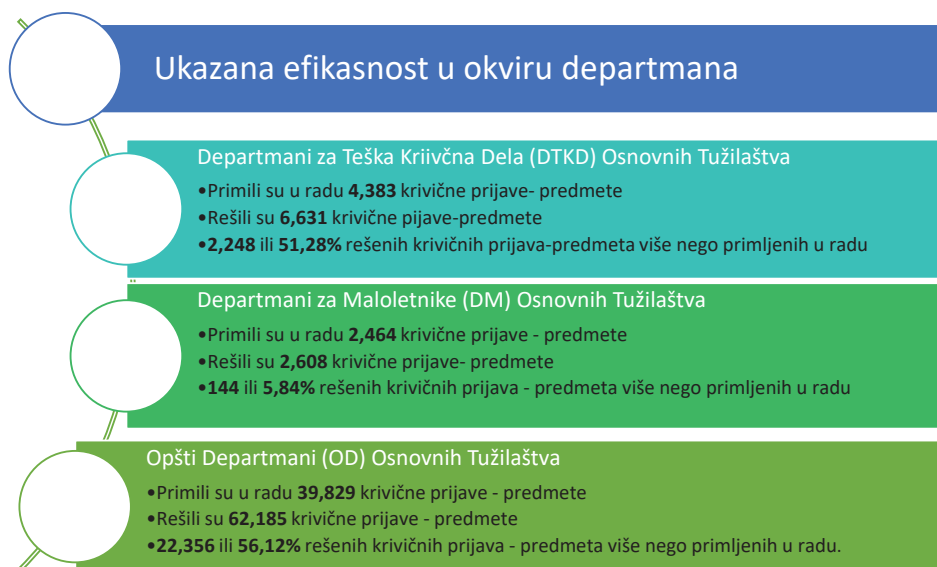 Ukazana efikasnost u okviru departmana
Departmani za Teška Kriivčna Dela (DTKD) Osnovnih Tužilaštva
•Primili su u radu 4,383 krivične prijave- predmete
•Rešili su 6,631 krivične pijave-predmete
•2,248 ili 51,28% rešenih krivičnih prijava-predmeta više nego primljenih u radu
Departmani za Maloletnike (DM) Osnovnih Tužilaštva
•Primili su u radu 2,464 krivične prijave - predmete
•Rešili su 2,608 krivične prijave- predmete
•144 ili 5,84% rešenih krivičnih prijava - predmeta više nego primljenih u radu
Opšti Departmani (OD) Osnovnih Tužilaštva
•Primili su u radu 39,829 krivične prijave - predmete
•Rešili su 62,185 krivične prijave - predmete
•22,356 ili 56,12% rešenih krivičnih prijava - predmeta više nego primljenih u radu.